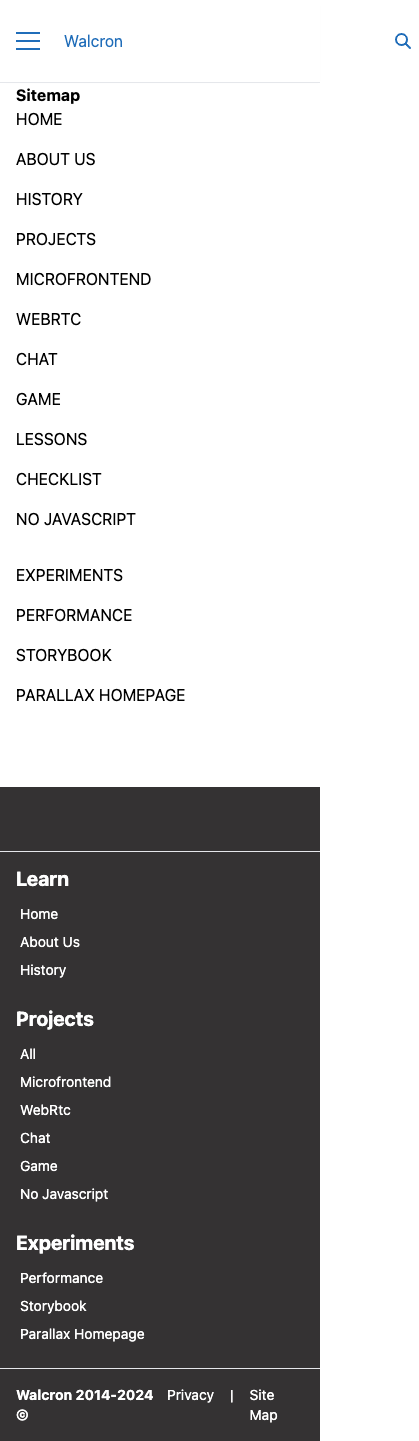 Walcron
Sitemap
HOME
ABOUT US
HISTORY
PROJECTS
MICROFRONTEND
WEBRTC
CHAT
GAME
LESSONS
CHECKLIST
NO JAVASCRIPT
EXPERIMENTS
PERFORMANCE
STORYBOOK
PARALLAX HOMEPAGE
Learn
Home
About Us
History
Projects
All
Microfrontend
WebRtc
Chat
Game
No Javascript
Experiments
Performance
Storybook
Parallax Homepage
Walcron 2014-2024 Privacy | Site
© Map